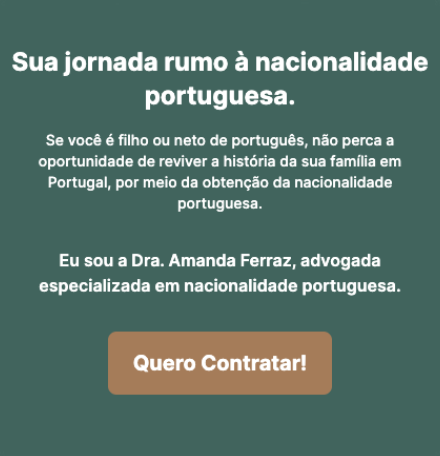 Sua jornada rumo à nacionalidade
portuguesa.
Se você é filho ou neto de português, não perca a
oportunidade de reviver a história da sua família em
Portugal, por meio da obtenção da nacionalidade
portuguesa.
Eu sou a Dra. Amanda Ferraz, advogada
especializada em nacionalidade portuguesa.
Quero Contratar!